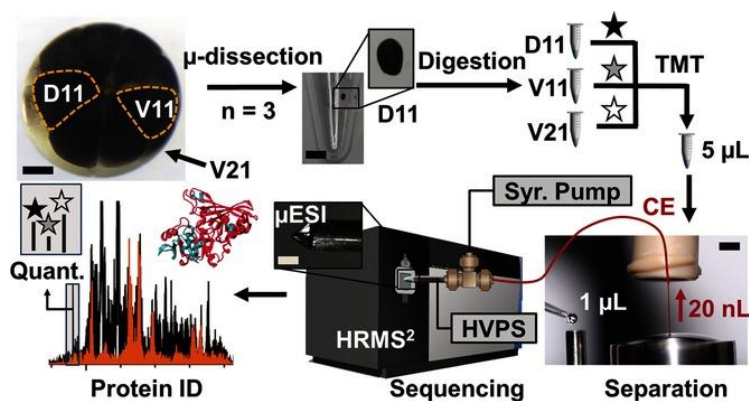 D11
V11
V21
µ-dissection
n = 3
D11
Digestion
D11
V11
V21
TMT
5 µL
CE
Syr. Pump
µESI
HRMS²
HVPS
Quant.
Protein ID
Sequencing
1 µL
20 nL
Separation